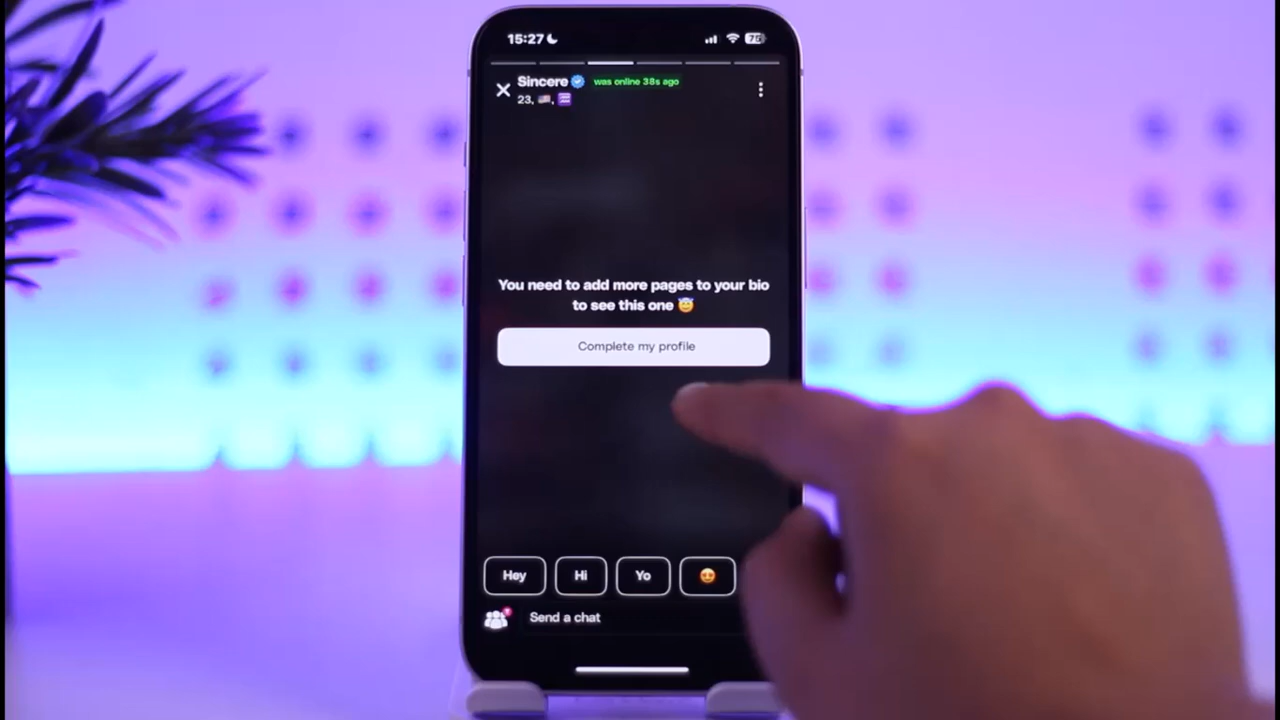 15:27
75
Sincere
was online 38s ago
23,
You need to add more pages to your bio
to see this one
Complete my profile
Hey
Hi
Yo
Send a chat